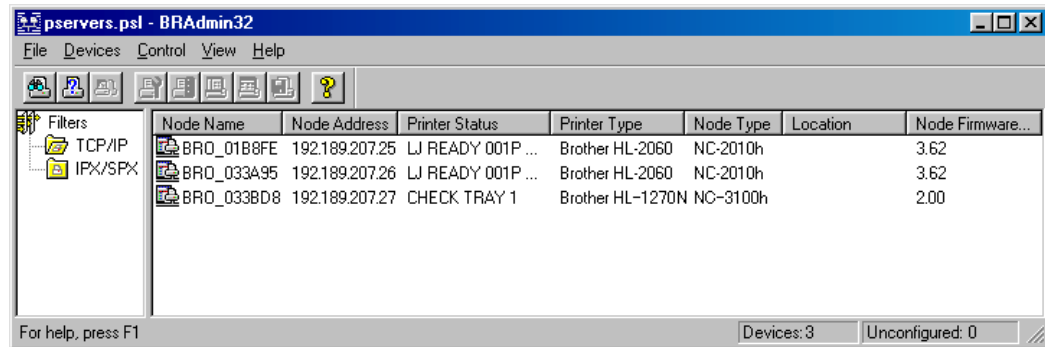 pservers.psl - BRAdmin32
File Devices Control View Help
Filters
TCP/IP
IPX/SPX
Node Name Node Address Printer Status Printer Type Node Type Location Node Firmware...
BRO_01B8FE 192.189.207.25 LJ READY 001P ... Brother HL-2060 NC-2010h 3.62
BRO_033A95 192.189.207.26 LJ READY 001P ... Brother HL-2060 NC-2010h 3.62
BRO_033BD8 192.189.207.27 CHECK TRAY 1 Brother HL-1270N NC-3100h 2.00
For help, press F1 Devices: 3 Unconfigured: 0